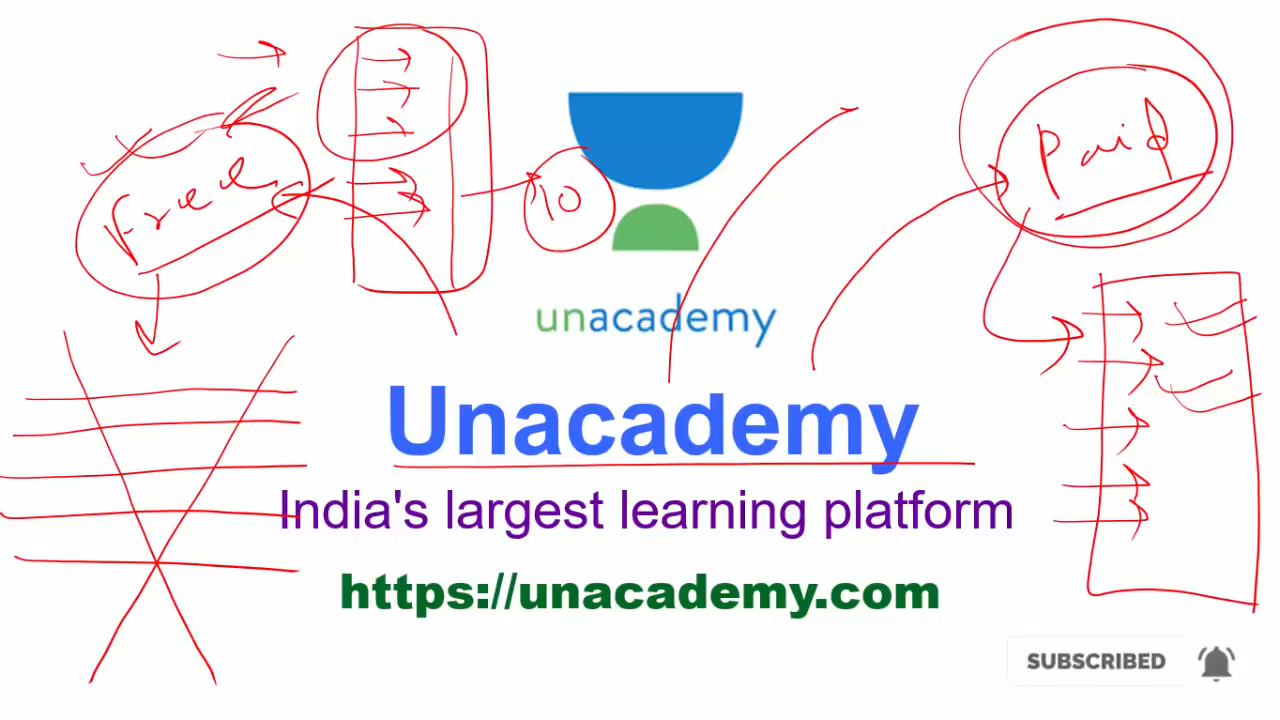 Free
10
Paid
unacademy
Unacademy
India's largest learning platform
https://unacademy.com
SUBSCRIBED